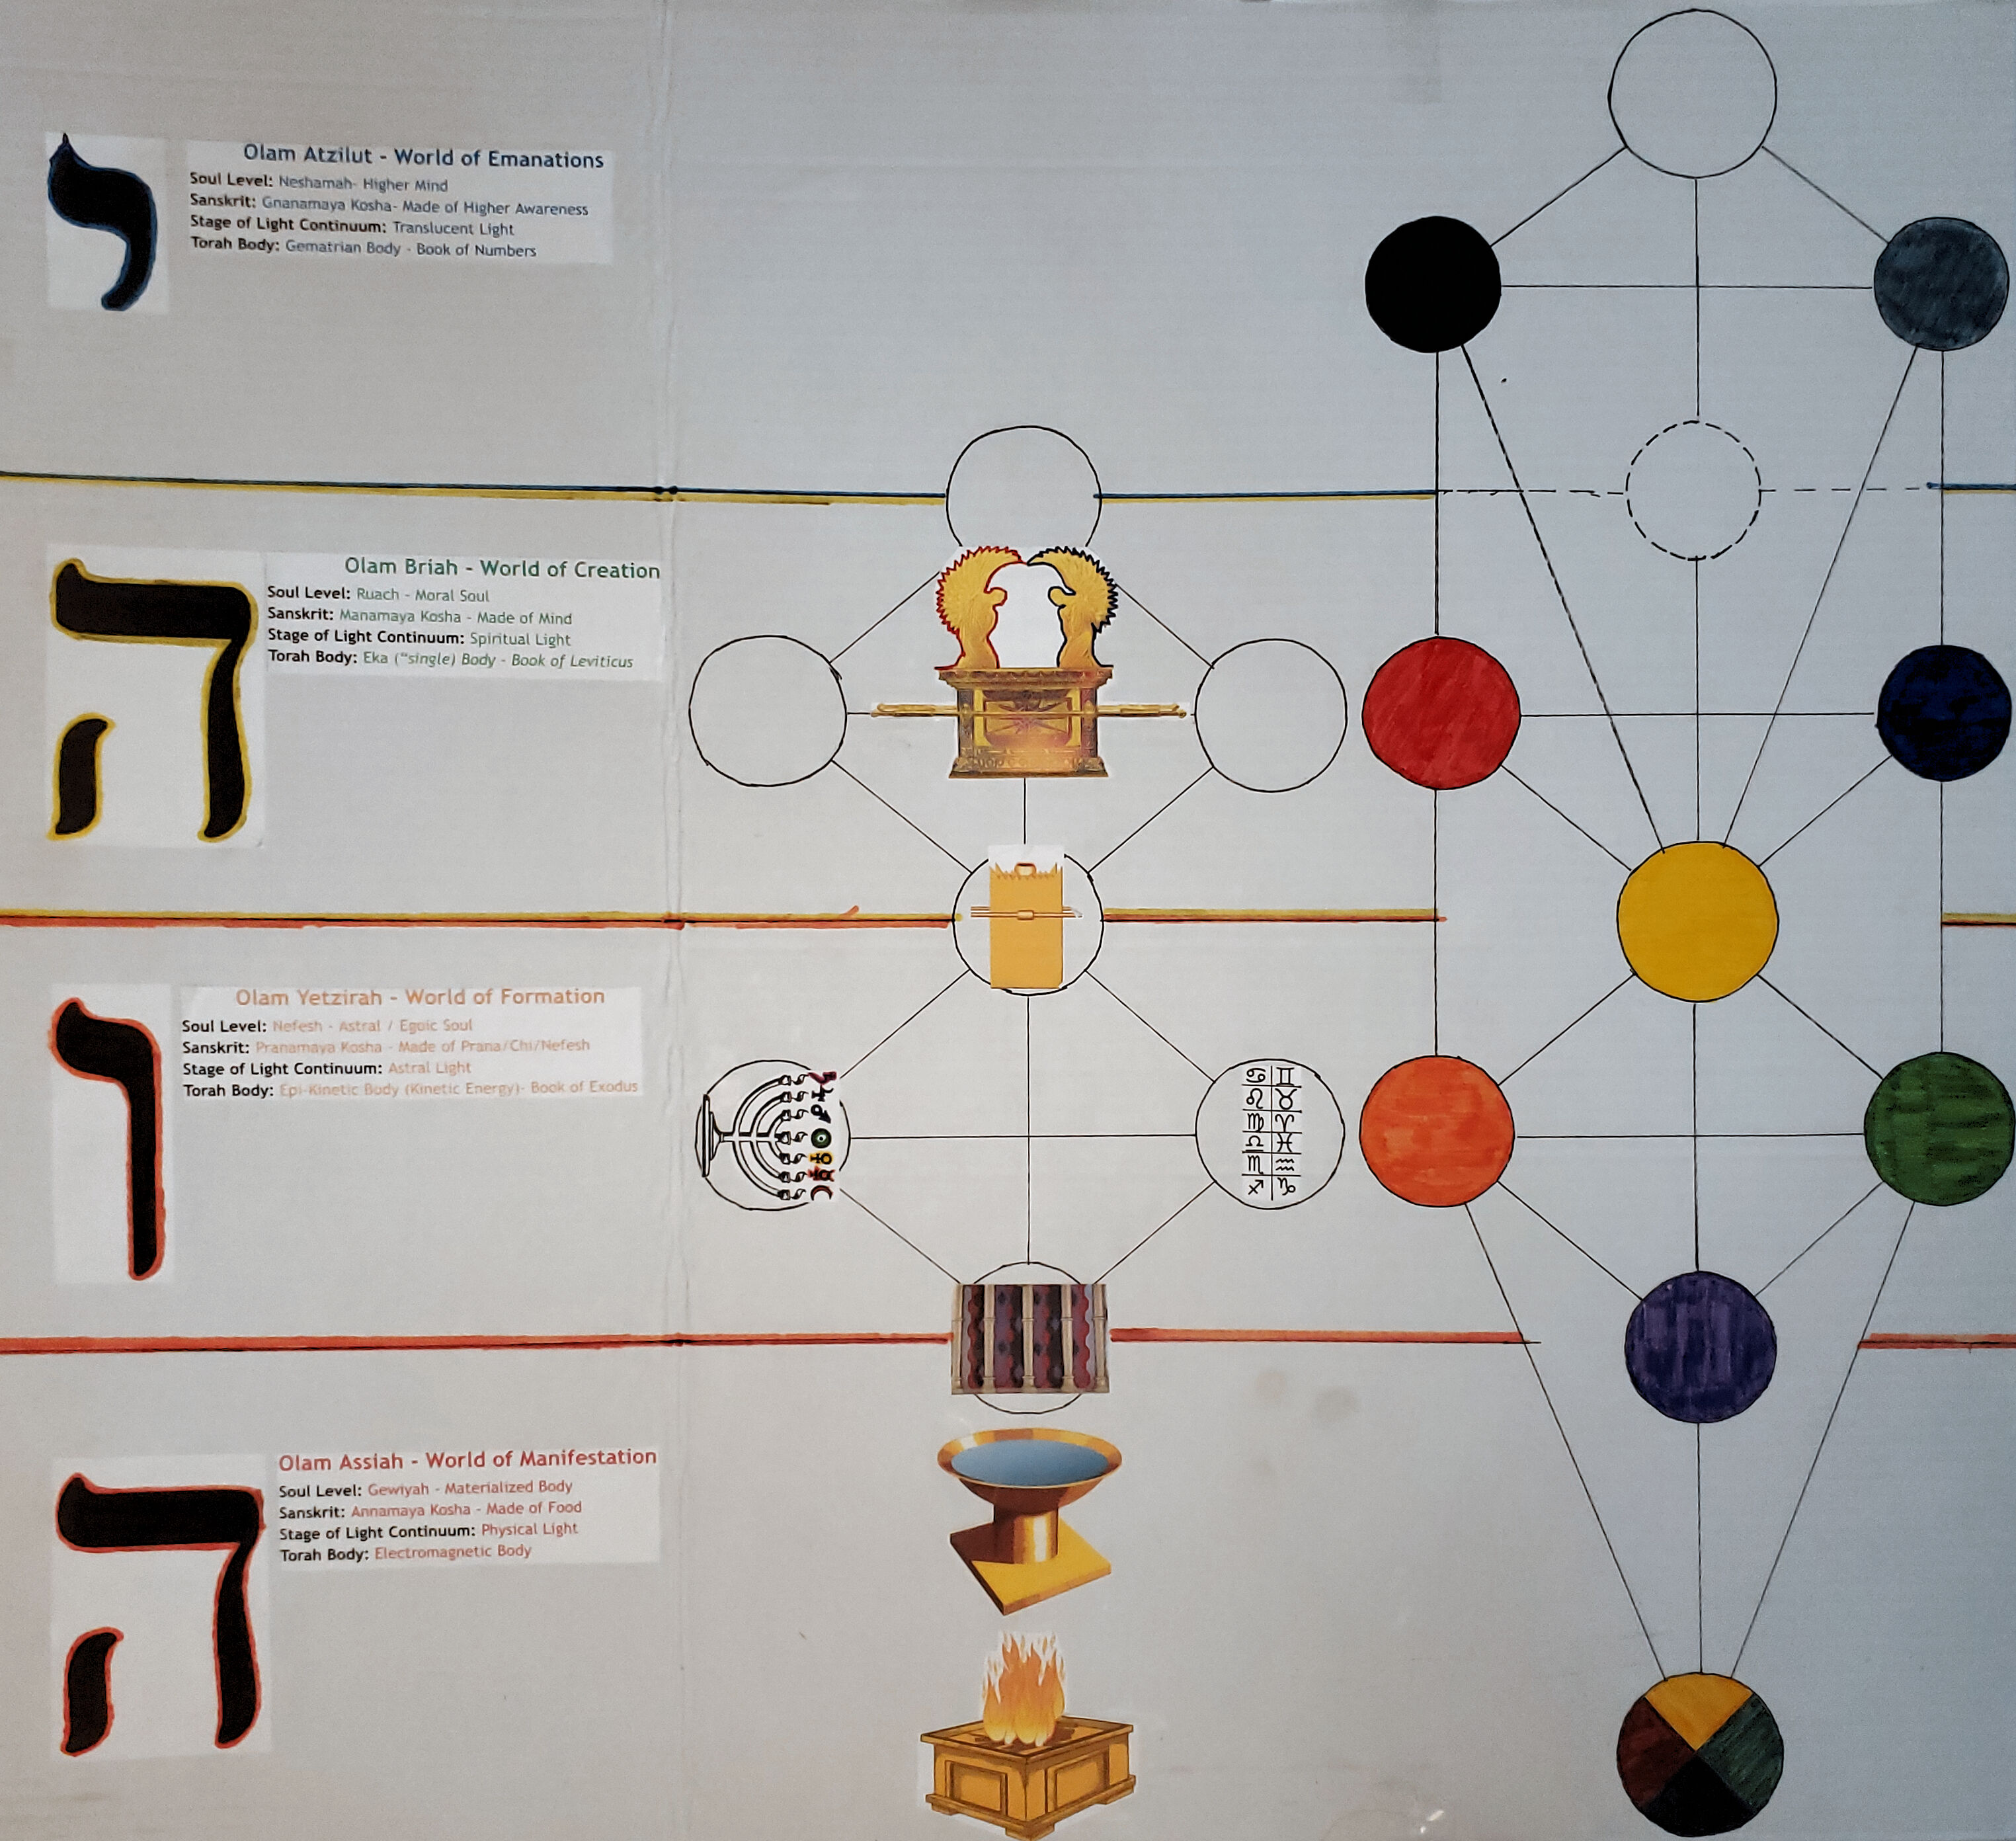 י
Olam Atzilut - World of Emanations
Soul Level: Neshamah- Higher Mind
Sanskrit: Gnanamaya Kosha- Made of Higher Awareness
Stage of Light Continuum: Translucent Light
Torah Body: Gematrian Body - Book of Numbers
ה
Olam Briah - World of Creation
Soul Level: Ruach - Moral Soul
Sanskrit: Manamaya Kosha - Made of Mind
Stage of Light Continuum: Spiritual Light
Torah Body: Eka (“single) Body - Book of Leviticus
ו
Olam Yetzirah - World of Formation
Soul Level: Nefesh - Astral / Egoic Soul
Sanskrit: Pranamaya Kosha - Made of Prana/Chi/Nefesh
Stage of Light Continuum: Astral Light
Torah Body: Epi-Kinetic Body (Kinetic Energy)- Book of Exodus
♋ ♊
♌ ♉
♍ ♈
♎ ♓
♏ ♒
♐ ♑
ה
Olam Assiah - World of Manifestation
Soul Level: Gewiyah - Materialized Body
Sanskrit: Annamaya Kosha - Made of Food
Stage of Light Continuum: Physical Light
Torah Body: Electromagnetic Body